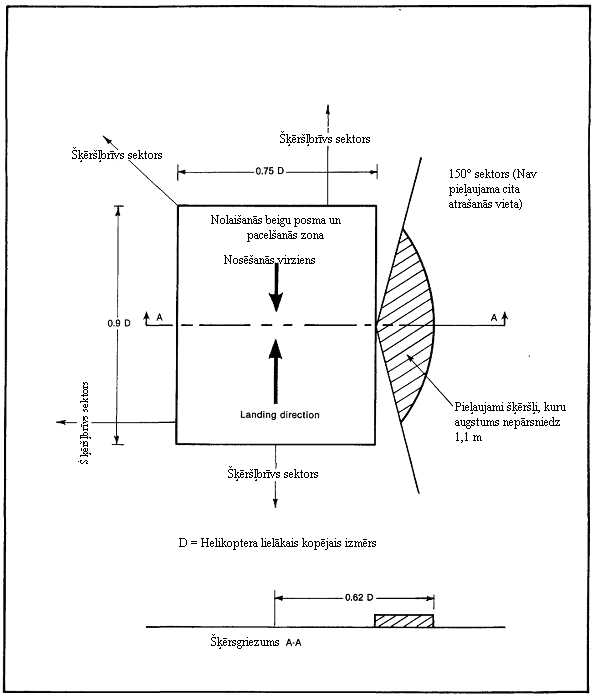 Šķēršļbrīvs sektors
Šķēršļbrīvs sektors
0.75 D
150° sektors (Nav
pieļaujama cita
atrašanās vieta)
Nolaišanās beigu posma un
pacelšanās zona
Nosēšanās virziens
A
A
0.9 D
Landing direction
Pieļaujami šķēršļi, kuru
augstums nepārsniedz
1,1 m
Šķēršļbrīvs sektors
Šķēršļbrīvs sektors
D = Helikoptera lielākais kopējais izmērs
0.62 D
Šķērsgriezums A-A